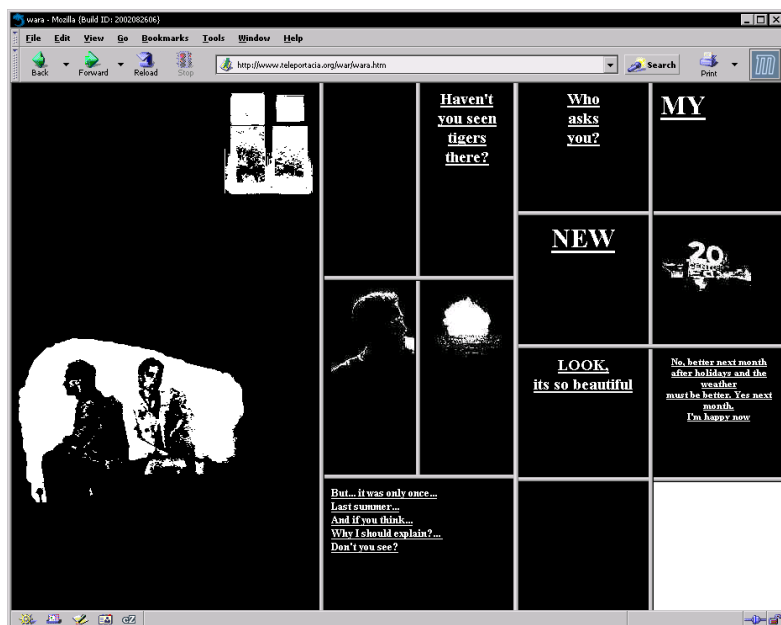 wara - Mozilla {Build ID: 2002082606}
File Edit View Go Bookmarks Tools Window Help
Back Forward Reload Stop http://www.teleportacia.org/war/wara.htm Search Print
Haven't
you seen
tigers
there?
Who
asks
you?
MY
NEW
20
LOOK,
its so beautiful
No, better next month
after holidays and the
weather
must be better. Yes next
month.
I'm happy now
But... it was only once...
Last summer...
And if you think...
Why I should explain?...
Don't you see?